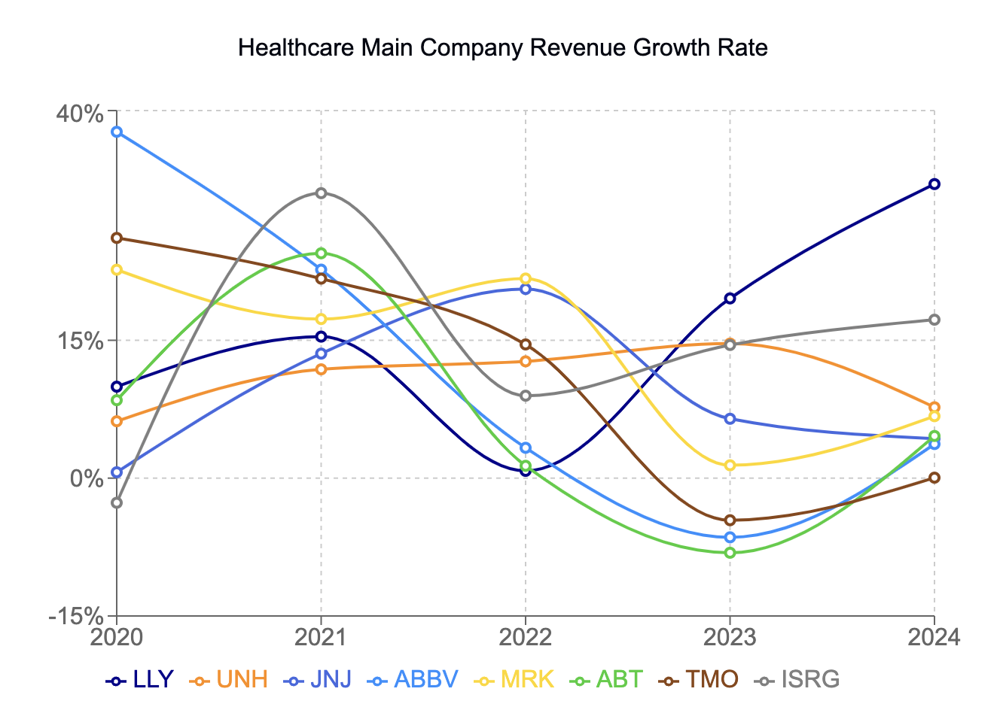 Healthcare Main Company Revenue Growth Rate
40%
15%
0%
-15%
2020 2021 2022 2023 2024
LLY UNH JNJ ABBV MRK ABT TMO ISRG